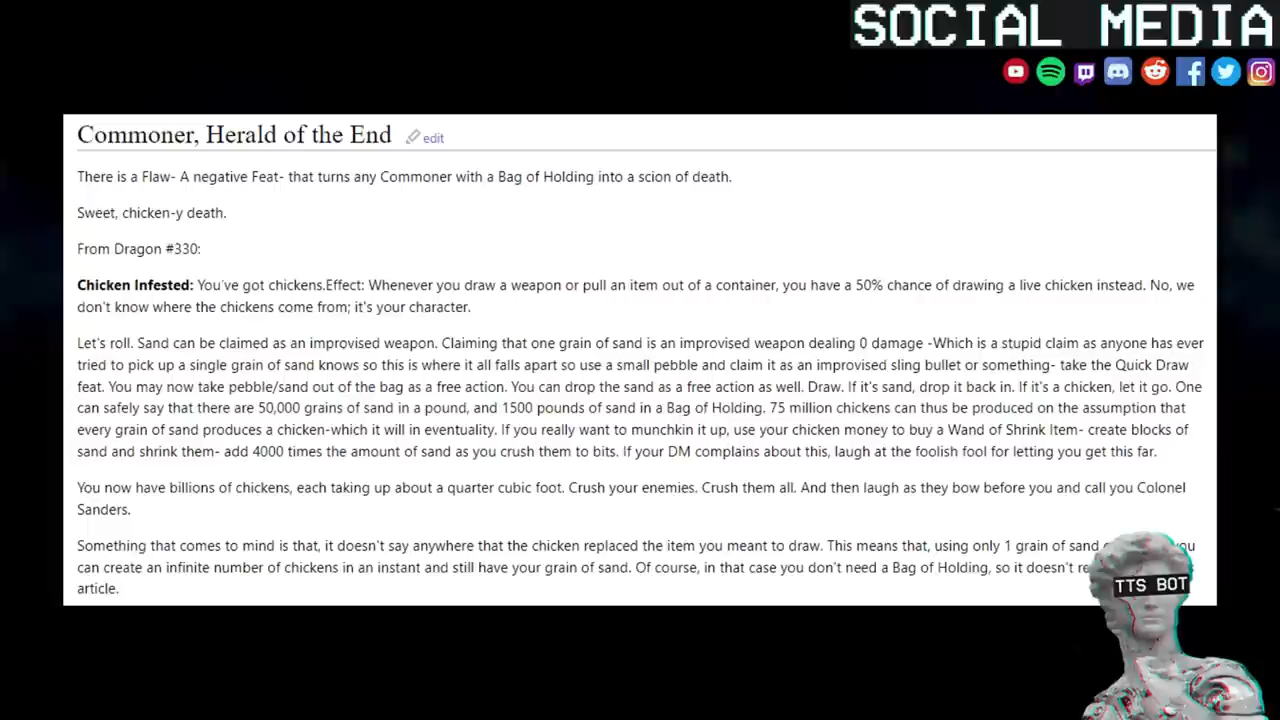 SOCIAL MEDIA
Commoner, Herald of the End edit
There is a Flaw- A negative Feat- that turns any Commoner with a Bag of Holding into a scion of death.
Sweet, chicken-y death.
From Dragon #330:
Chicken Infested: You've got chickens.Effect: Whenever you draw a weapon or pull an item out of a container, you have a 50% chance of drawing a live chicken instead. No, we
don't know where the chickens come from; it's your character.
Let's roll. Sand can be claimed as an improvised weapon. Claiming that one grain of sand is an improvised weapon dealing 0 damage -Which is a stupid claim as anyone has ever
tried to pick up a single grain of sand knows so this is where it all falls apart so use a small pebble and claim it as an improvised sling bullet or something- take the Quick Draw
feat. You may now take pebble/sand out of the bag as a free action. You can drop the sand as a free action as well. Draw. If it's sand, drop it back in. If it's a chicken, let it go. One
can safely say that there are 50,000 grains of sand in a pound, and 1500 pounds of sand in a Bag of Holding. 75 million chickens can thus be produced on the assumption that
every grain of sand produces a chicken-which it will in eventuality. If you really want to munchkin it up, use your chicken money to buy a Wand of Shrink Item- create blocks of
sand and shrink them- add 4000 times the amount of sand as you crush them to bits. If your DM complains about this, laugh at the foolish fool for letting you get this far.
You now have billions of chickens, each taking up about a quarter cubic foot. Crush your enemies. Crush them all. And then laugh as they bow before you and call you Colonel
Sanders.
Something that comes to mind is that, it doesn't say anywhere that the chicken replaced the item you meant to draw. This means that, using only 1 grain of sand you
can create an infinite number of chickens in an instant and still have your grain of sand. Of course, in that case you don't need a Bag of Holding, so it doesn't
article.
TTS BOT